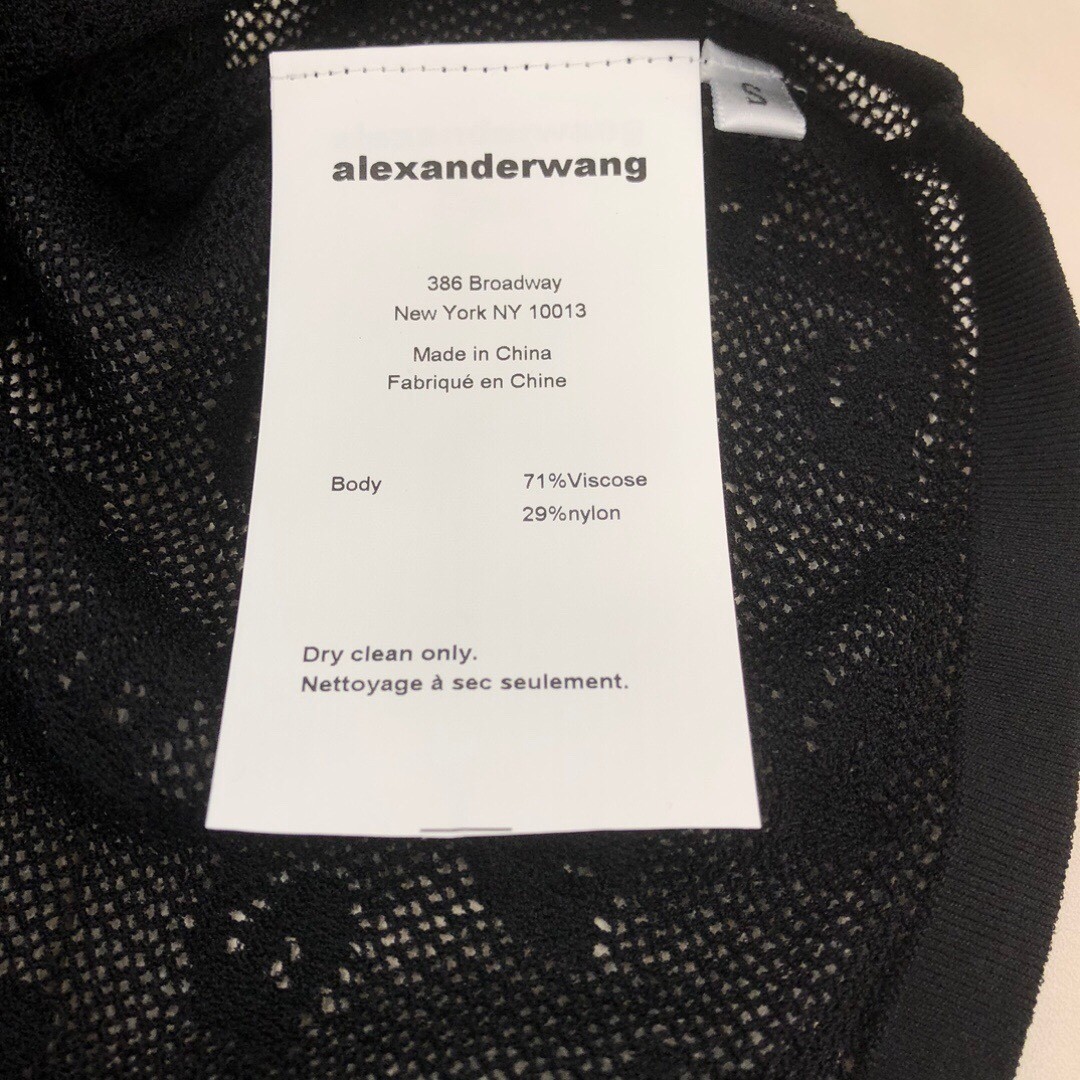 alexanderwang
S
386 Broadway
New York NY 10013
Made in China
Fabriqué en Chine
Body 71%Viscose
29%nylon
Dry clean only.
Nettoyage à sec seulement.